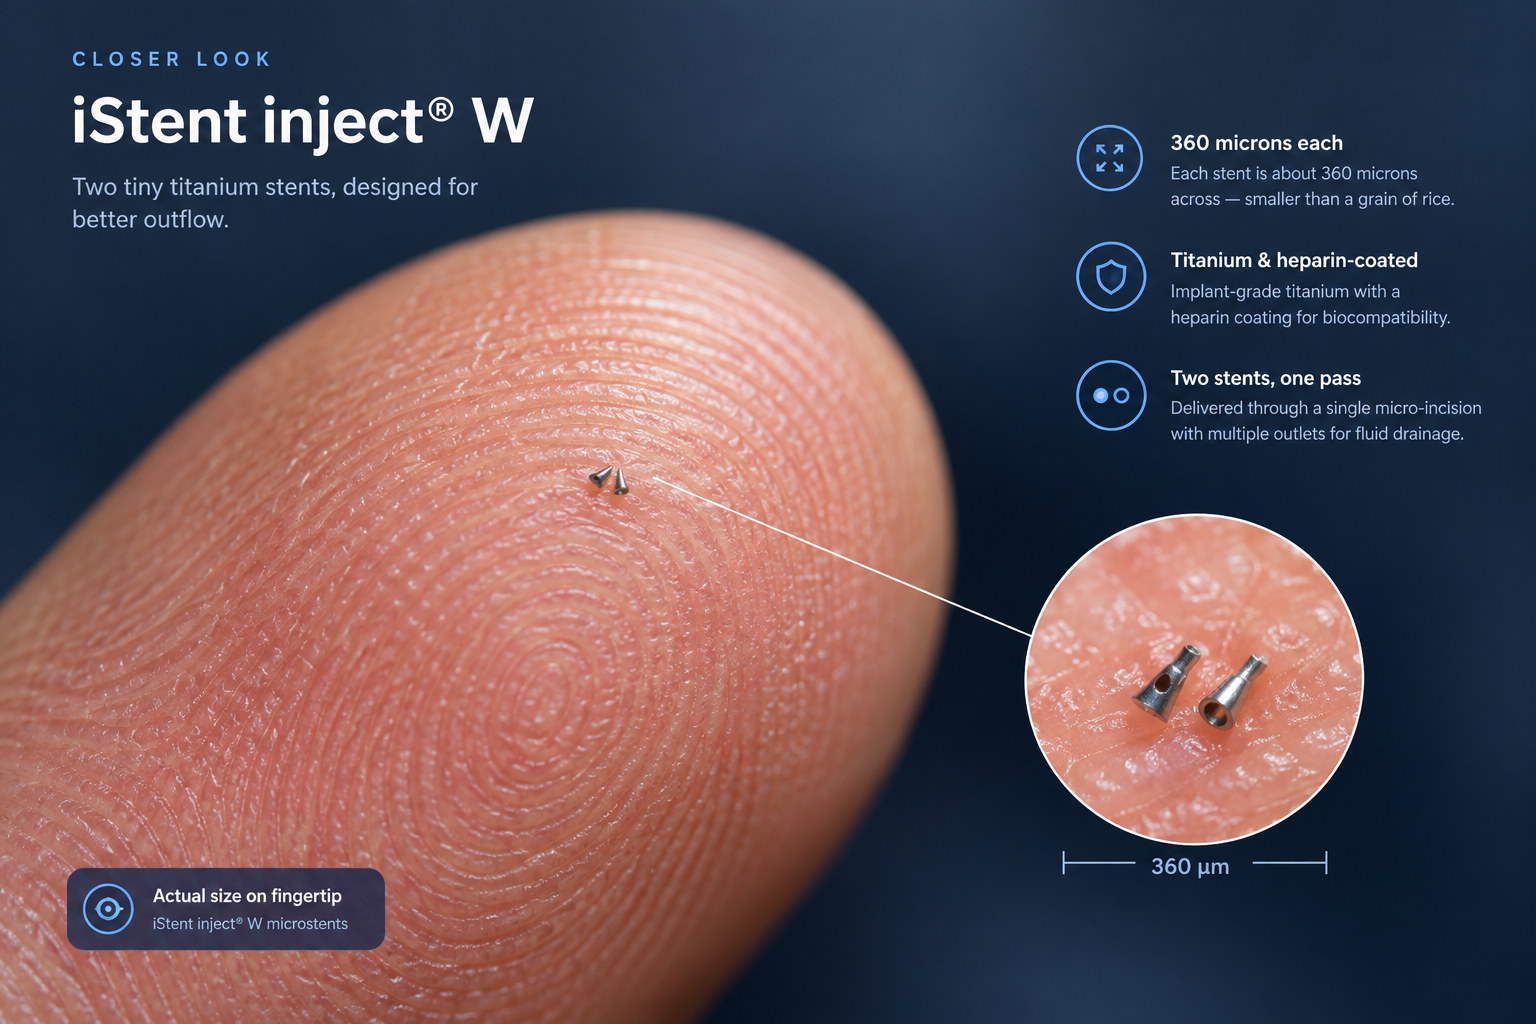 CLOSER LOOK
iStent inject® W
Two tiny titanium stents, designed for
better outflow.
360 microns each
Each stent is about 360 microns
across — smaller than a grain of rice.
Titanium & heparin-coated
Implant-grade titanium with a
heparin coating for biocompatibility.
Two stents, one pass
Delivered through a single micro-incision
with multiple outlets for fluid drainage.
360 μm
Actual size on fingertip
iStent inject® W microstents